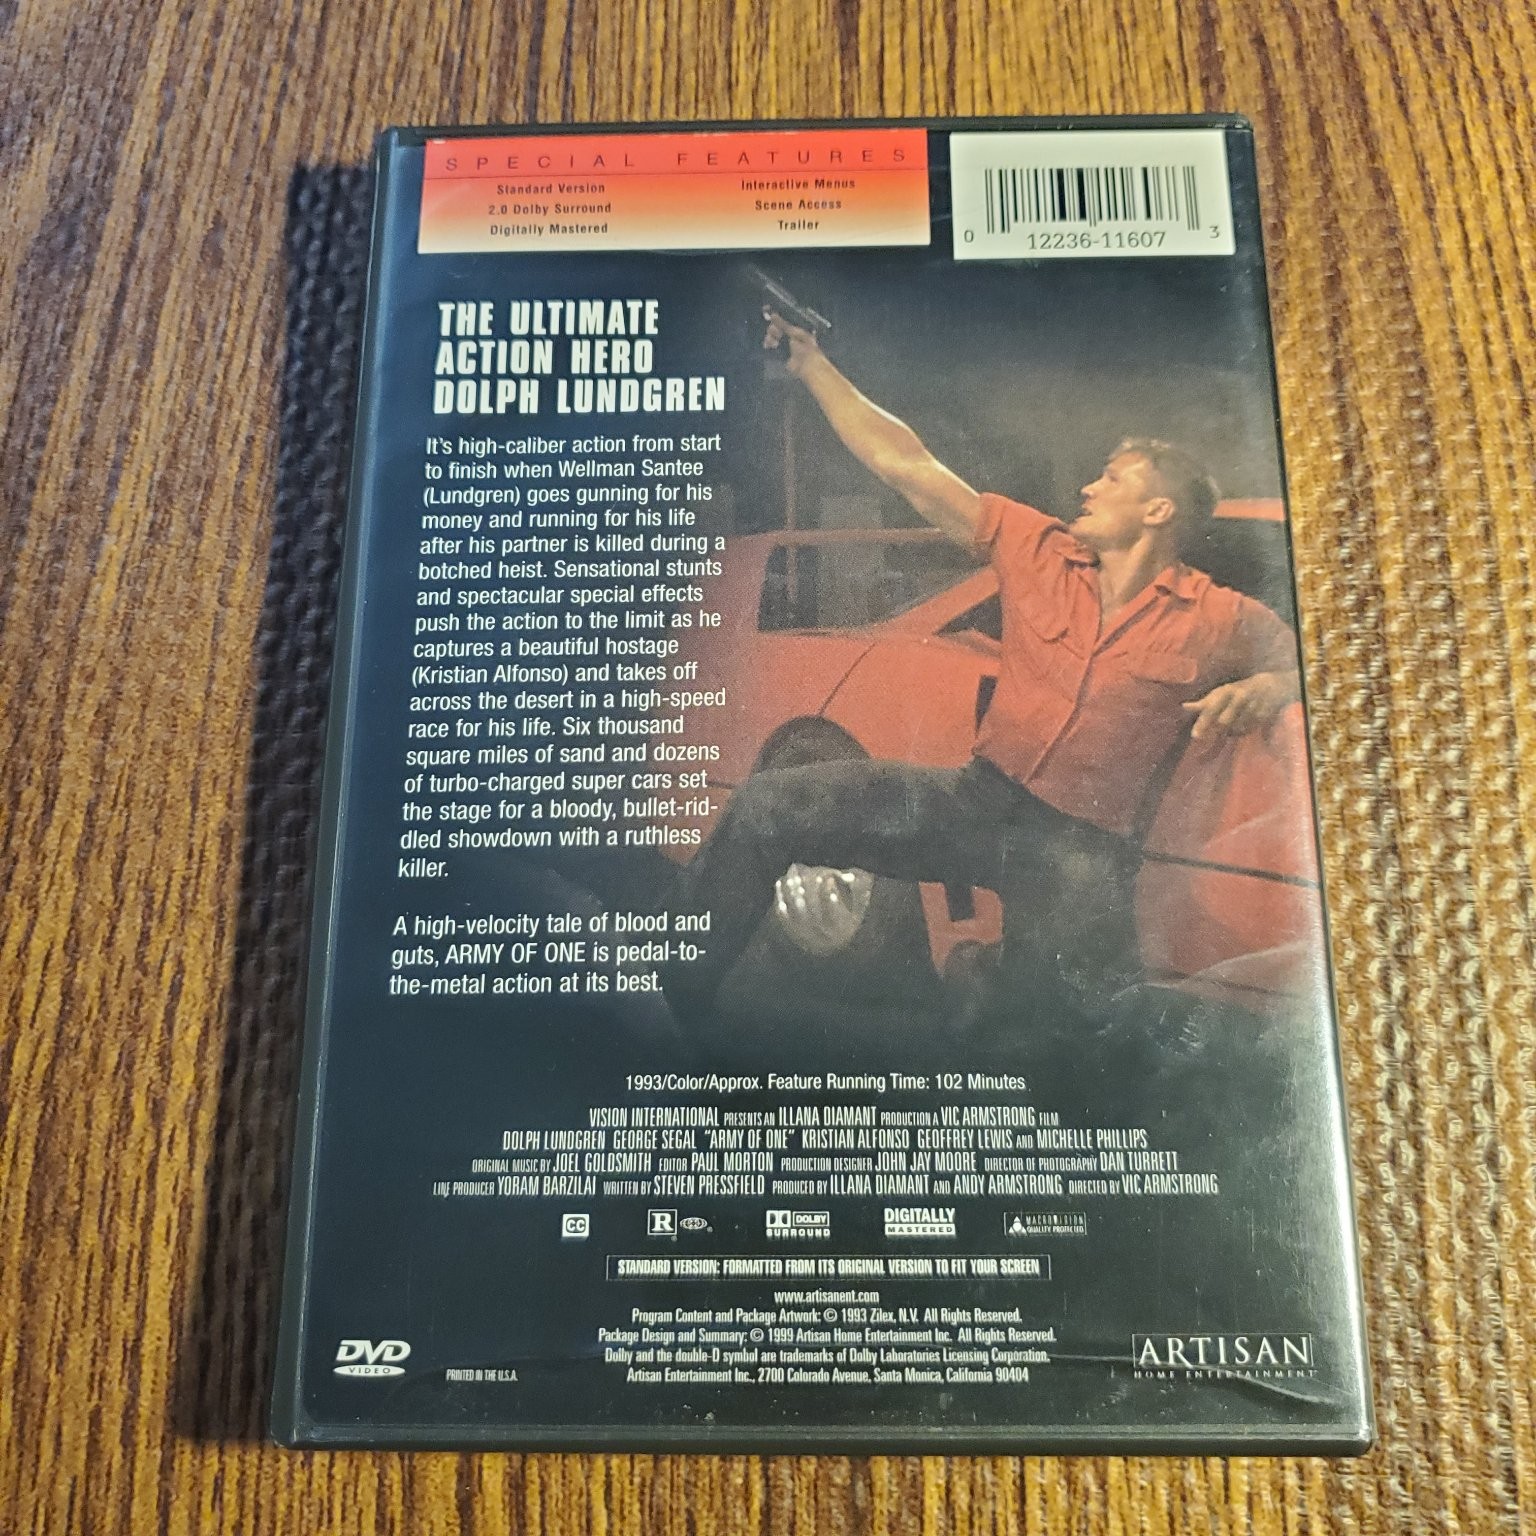 SPECIAL FEATURES
Standard Version
2.0 Dolby Surround
Digitally Mastered
Interactive Menus
Scene Access
Trailer
0 12236-11607 3
THE ULTIMATE
ACTION HERO
DOLPH LUNDGREN
It's high-caliber action from start
to finish when Wellman Santee
(Lundgren) goes gunning for his
money and running for his life
after his partner is killed during a
botched heist. Sensational stunts
and spectacular special effects
push the action to the limit as he
captures a beautiful hostage
(Kristian Alfonso) and takes off
across the desert in a high-speed
race for his life. Six thousand
square miles of sand and dozens
of turbo-charged super cars set
the stage for a bloody, bullet-rid-
dled showdown with a ruthless
killer.
A high-velocity tale of blood and
guts, ARMY OF ONE is pedal-to-
the-metal action at its best.
1993/Color/Approx. Feature Running Time: 102 Minutes
VISION INTERNATIONAL PRESENTS AN ILLANA DIAMANT PRODUCTION A VIC ARMSTRONG FILM
DOLPH LUNDGREN GEORGE SEGAL "ARMY OF ONE" KRISTIAN ALFONSO GEOFFREY LEWIS AND MICHELLE PHILLIPS
ORIGINAL MUSIC BY JOEL GOLDSMITH EDITOR PAUL MORTON PRODUCTION DESIGNER JOHN JAY MOORE DIRECTOR OF PHOTOGRAPHY DAN TURRETT
LINE PRODUCER YORAM BARZILAI WRITTEN BY STEVEN PRESSFIELD PRODUCED BY ILLANA DIAMANT AND ANDY ARMSTRONG DIRECTED BY VIC ARMSTRONG
CC R DOLBY SURROUND DIGITALLY MASTERED MACROVISION QUALITY PROTECTED
STANDARD VERSION: FORMATTED FROM ITS ORIGINAL VERSION TO FIT YOUR SCREEN
www.artisanent.com
Program Content and Package Artwork: © 1993 Zilex, N.V. All Rights Reserved.
Package Design and Summary: © 1999 Artisan Home Entertainment Inc. All Rights Reserved.
Dolby and the double-D symbol are trademarks of Dolby Laboratories Licensing Corporation.
Artisan Entertainment Inc., 2700 Colorado Avenue, Santa Monica, California 90404
DVD VIDEO
PRINTED IN THE U.S.A.
ARTISAN
HOME ENTERTAINMENT